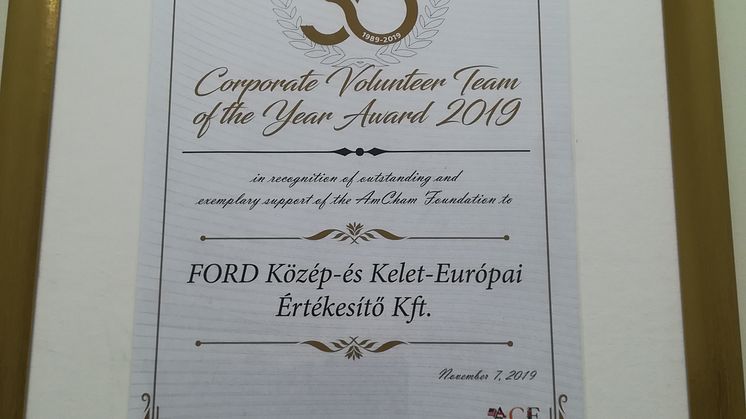 30
1989-2019
Corporate Volunteer Team
of the Year Award 2019
in recognition of outstanding and
exemplary support of the AmCham Foundation to
FORD Közép-és Kelet-Európai
Értékesítő Kft.
November 7, 2019
ACF